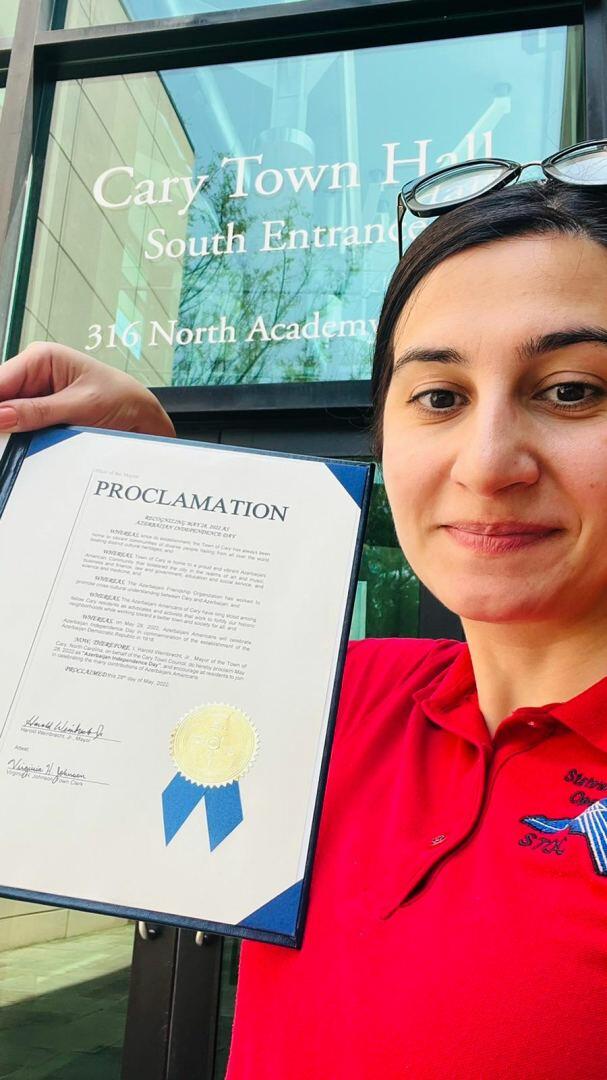 Cary Town Hall
South Entrance
316 North Academy
Office of the Mayor
PROCLAMATION
RECOGNIZING MAY 28, 2022 AS
AZERBAIJAN INDEPENDENCE DAY
WHEREAS, since its establishment, the Town of Cary has always been
home to vibrant communities of diverse people hailing from all over the world
boasting distinct cultural heritages; and
WHEREAS, Town of Cary is home to a proud and vibrant Azerbaijani
American Community that bolstered the city in the realms of art and music,
business and finance, law and government, education and social service, and
science and medicine; and
WHEREAS, The Azerbaijani Friendship Organization has worked to
promote cross-cultural understanding between Cary and Azerbaijan; and
WHEREAS, The Azerbaijani Americans of Cary have long stood among
fellow Cary residents as advocates and activists that work to fortify our historic
neighborhoods while working toward a better town and society for all; and
WHEREAS, on May 28, 2022, Azerbaijani Americans will celebrate
Azerbaijan Independence Day in commemoration of the establishment of the
Azerbaijan Democratic Republic in 1918.
NOW, THEREFORE, I, Harold Weinbrecht, Jr., Mayor of the Town of
Cary, North Carolina, on behalf of the Cary Town Council, do hereby proclaim May
28, 2022 as "Azerbaijan Independence Day", and encourage all residents to join
in celebrating the many contributions of Azerbaijani Americans.
PROCLAIMED this 28th day of May, 2022.
Harold Weinbrecht Jr
Harold Weinbrecht, Jr., Mayor
Attest:
Virginia H. Johnson
Virginia H. Johnson, Town Clerk